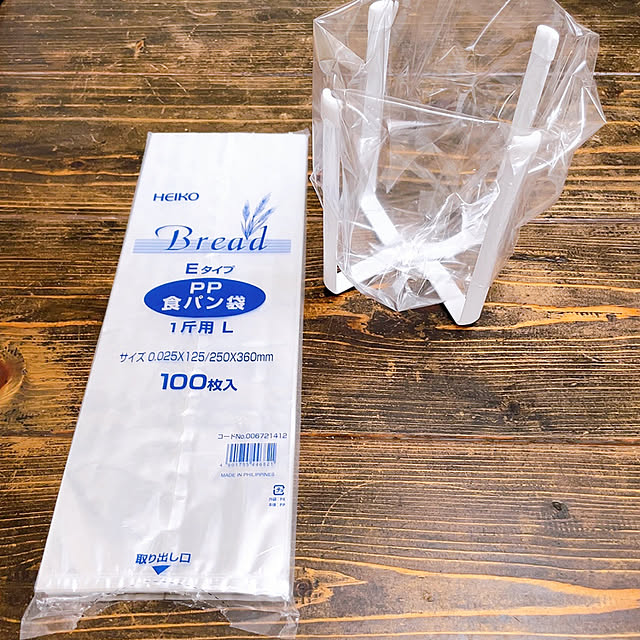 HEIKO
Bread
Eタイプ
PP
食パン袋
1斤用 L
サイズ 0.025X125/250X360mm
100枚入
コードNo.006721412
MADE IN PHILIPPINES
プラ
取り出し口